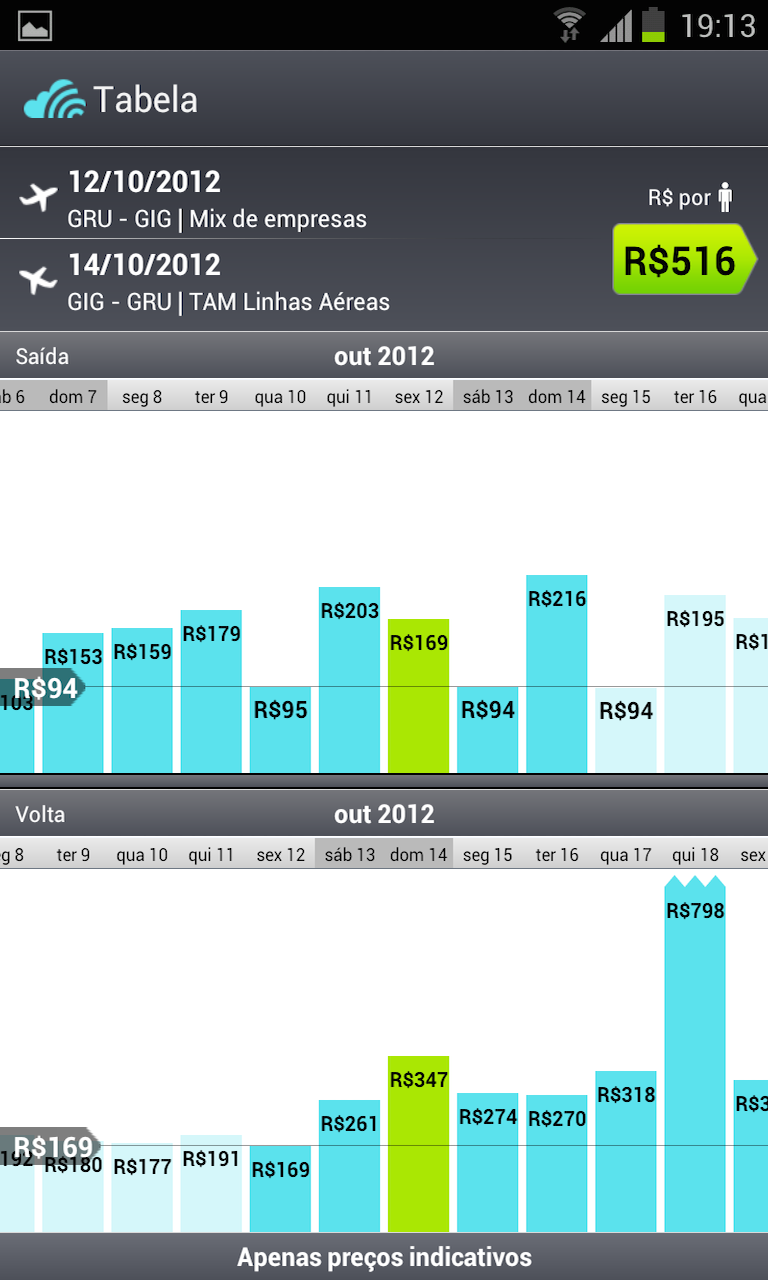 19:13
Tabela
12/10/2012
GRU - GIG | Mix de empresas
R$ por
14/10/2012
GIG - GRU | TAM Linhas Aéreas
R$516
Saída
out 2012
b 6 dom 7 seg 8 ter 9 qua 10 qui 11 sex 12 sáb 13 dom 14 seg 15 ter 16 qua
R$216
R$203
R$195
R$179
R$169
R$1
R$153
R$159
R$94
103
R$95
R$94
R$94
Volta
out 2012
g 8 ter 9 qua 10 qui 11 sex 12 sáb 13 dom 14 seg 15 ter 16 qua 17 qui 18 sex
R$798
R$347
R$318
R$3
R$274
R$270
R$261
R$169
192
R$180
R$177
R$191
R$169
Apenas preços indicativos